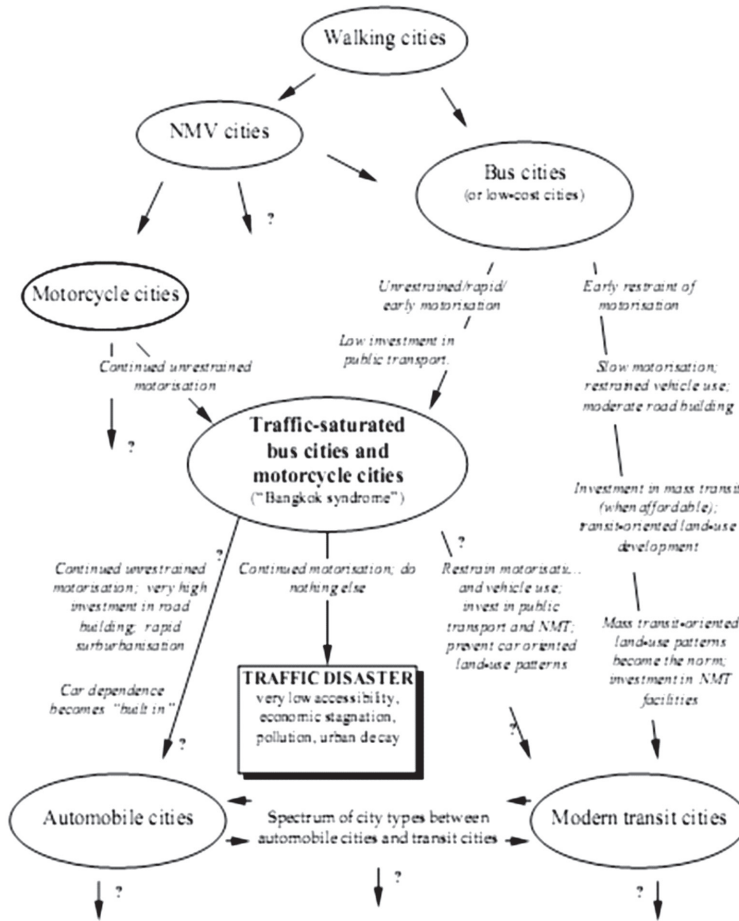 Walking cities
NMV cities
Bus cities
(or low-cost cities)
?
Motorcycle cities
Unrestrained/rapid/
early motorisation
Early restraint of
motorisation
Low investment in
public transport.
Continued unrestrained
motorisation
Slow motorisation;
restrained vehicle use;
moderate road building
?
Traffic-saturated
bus cities and
motorcycle cities
("Bangkok syndrome")
Investment in mass transit
(when affordable);
transit-oriented land-use
development
?
Continued unrestrained
motorisation; very high
investment in road
building; rapid
surburbanisation
Continued motorisation; do
nothing else
?
Restrain motorisati...
and vehicle use;
invest in public
transport and NMT;
prevent car oriented
land-use patterns
Mass transit-oriented
land-use patterns
become the norm;
investment in NMT
facilities
Car dependence
becomes "built in"
TRAFFIC DISASTER
very low accessibility,
economic stagnation,
pollution, urban decay
?
?
Automobile cities
Spectrum of city types between
automobile cities and transit cities
Modern transit cities
?
?
?